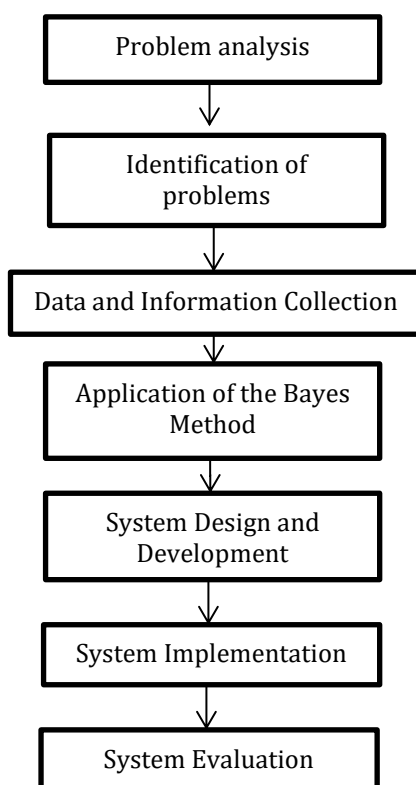 Problem analysis
Identification of
problems
Data and Information Collection
Application of the Bayes
Method
System Design and
Development
System Implementation
System Evaluation